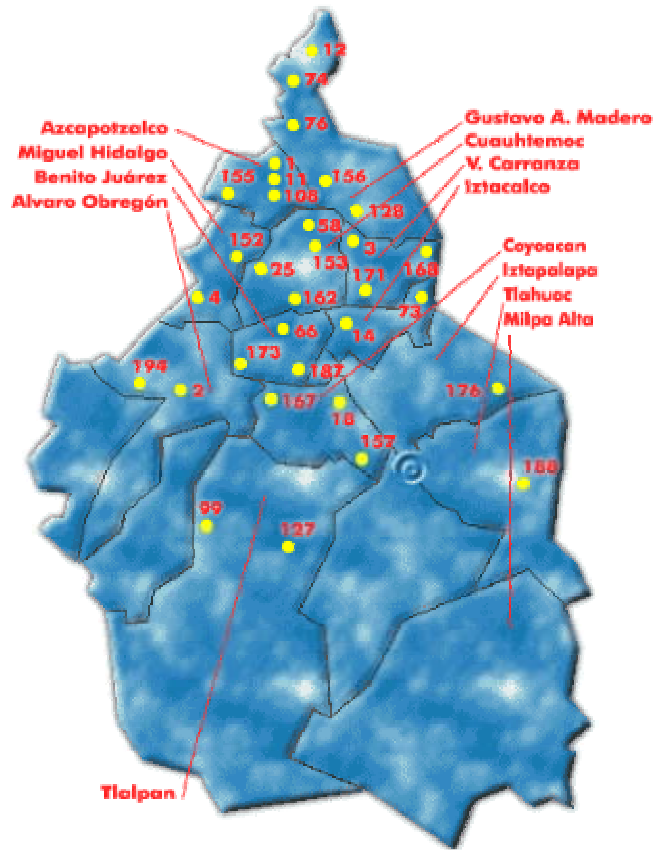 12
74
76
Gustavo A. Madero
Azcapotzalco
Cuauhtemoc
Miguel Hidalgo
V. Carranza
Benito Juárez
Iztacalco
Alvaro Obregón
1
11
108
155
156
128
58
3
153
152
25
171
168
Coyoacan
Iztapalapa
Tlahuac
Milpa Alta
4
162
73
66
14
173
187
194
2
167
18
176
157
188
99
127
Tlalpan